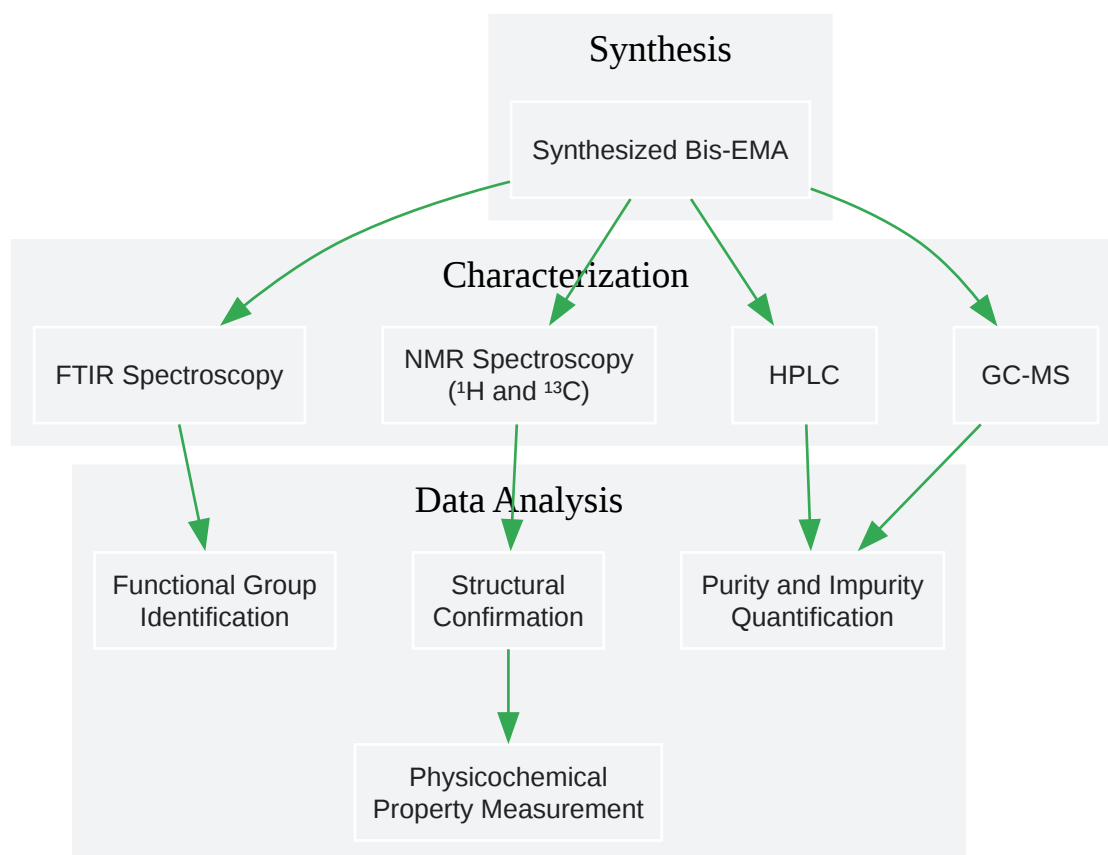 Synthesis
Synthesized Bis-EMA
Characterization
FTIR Spectroscopy
NMR Spectroscopy
(¹H and ¹³C)
HPLC
GC-MS
Data Analysis
Functional Group
Identification
Structural
Confirmation
Purity and Impurity
Quantification
Physicochemical
Property Measurement